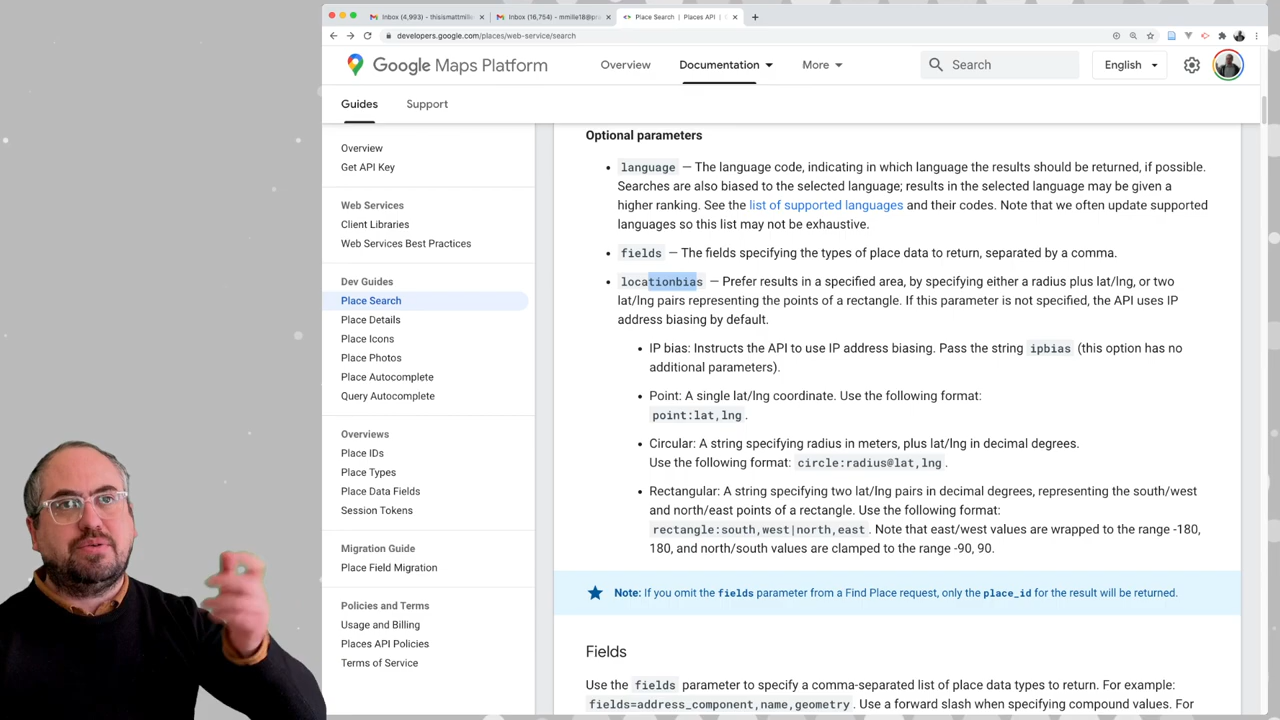 Inbox (4,993) - thisismattmille
Inbox (16,754) - mmille18@pr
Place Search | Places API |
developers.google.com/places/web-service/search
Google Maps Platform
Overview
Documentation
More
Search
English
Guides
Support
Overview
Get API Key
Web Services
Client Libraries
Web Services Best Practices
Dev Guides
Place Search
Place Details
Place Icons
Place Photos
Place Autocomplete
Query Autocomplete
Overviews
Place IDs
Place Types
Place Data Fields
Session Tokens
Migration Guide
Place Field Migration
Policies and Terms
Usage and Billing
Places API Policies
Terms of Service
Optional parameters
• language — The language code, indicating in which language the results should be returned, if possible.
Searches are also biased to the selected language; results in the selected language may be given a
higher ranking. See the list of supported languages and their codes. Note that we often update supported
languages so this list may not be exhaustive.
• fields — The fields specifying the types of place data to return, separated by a comma.
• locationbias — Prefer results in a specified area, by specifying either a radius plus lat/lng, or two
lat/lng pairs representing the points of a rectangle. If this parameter is not specified, the API uses IP
address biasing by default.
• IP bias: Instructs the API to use IP address biasing. Pass the string ipbias (this option has no
additional parameters).
• Point: A single lat/lng coordinate. Use the following format:
point:lat,lng.
• Circular: A string specifying radius in meters, plus lat/lng in decimal degrees.
Use the following format: circle:radius@lat,lng.
• Rectangular: A string specifying two lat/lng pairs in decimal degrees, representing the south/west
and north/east points of a rectangle. Use the following format:
rectangle:south,west|north,east. Note that east/west values are wrapped to the range -180,
180, and north/south values are clamped to the range -90, 90.
Note: If you omit the fields parameter from a Find Place request, only the place_id for the result will be returned.
Fields
Use the fields parameter to specify a comma-separated list of place data types to return. For example:
fields=address_component,name,geometry. Use a forward slash when specifying compound values. For